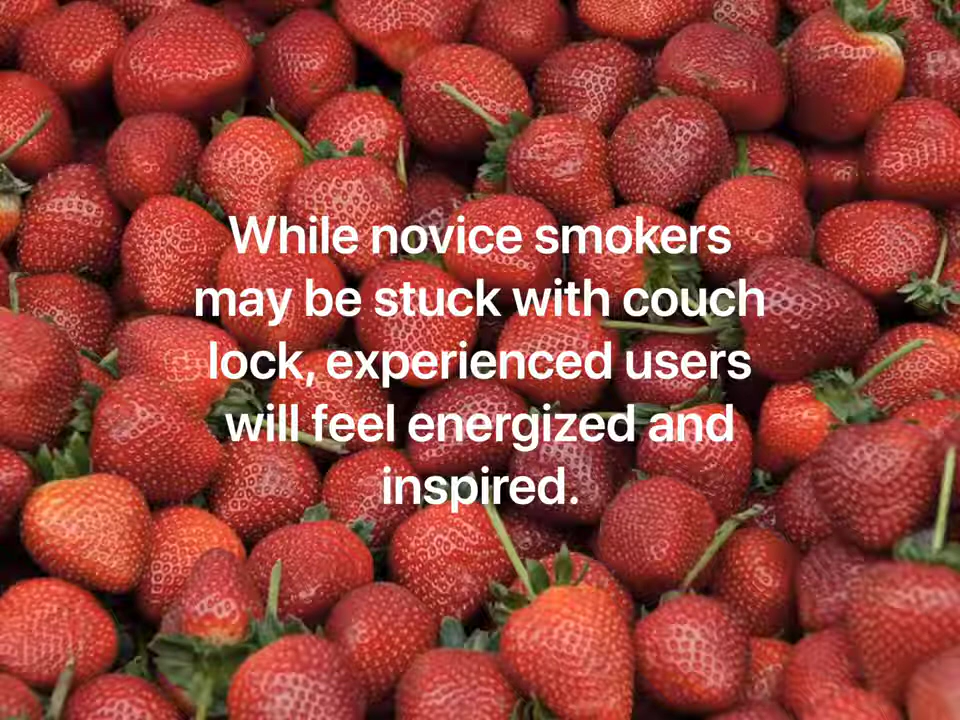 While novice smokers
may be stuck with couch
lock, experienced users
will feel energized and
inspired.